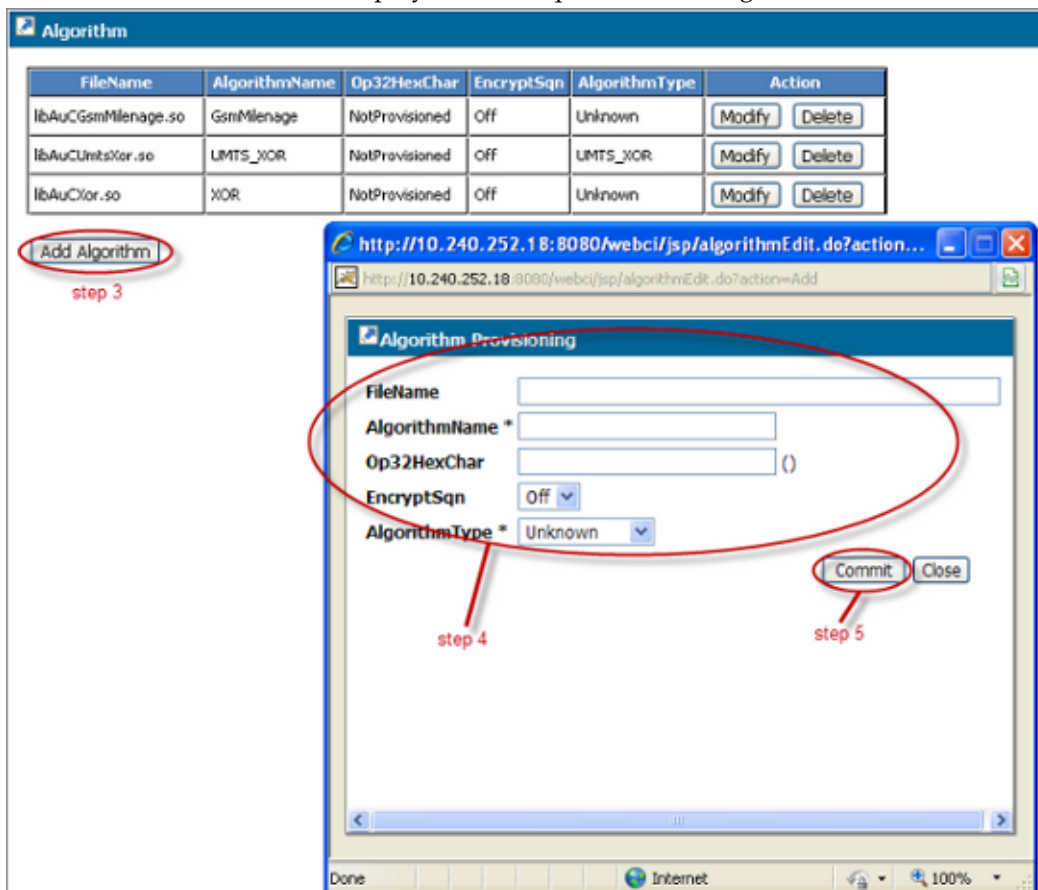 Algorithm
FileName AlgorithmName Op32HexChar EncryptSqn AlgorithmType Action
libAuCGsmMilenage.so GsmMilenage NotProvisioned Off Unknown Modify Delete
libAuCUmtsXor.so UMTS_XOR NotProvisioned Off UMTS_XOR Modify Delete
libAuCXor.so XOR NotProvisioned Off Unknown Modify Delete
Add Algorithm
step 3
http://10.240.252.18:8080/webci/jsp/algorithmEdit.do?action...
http://10.240.252.18:8080/webci/jsp/algorithmEdit.do?action=Add
Algorithm Provisioning
FileName
AlgorithmName *
Op32HexChar ()
EncryptSqn Off
AlgorithmType * Unknown
Commit Close
step 4
step 5
Done Internet 100%